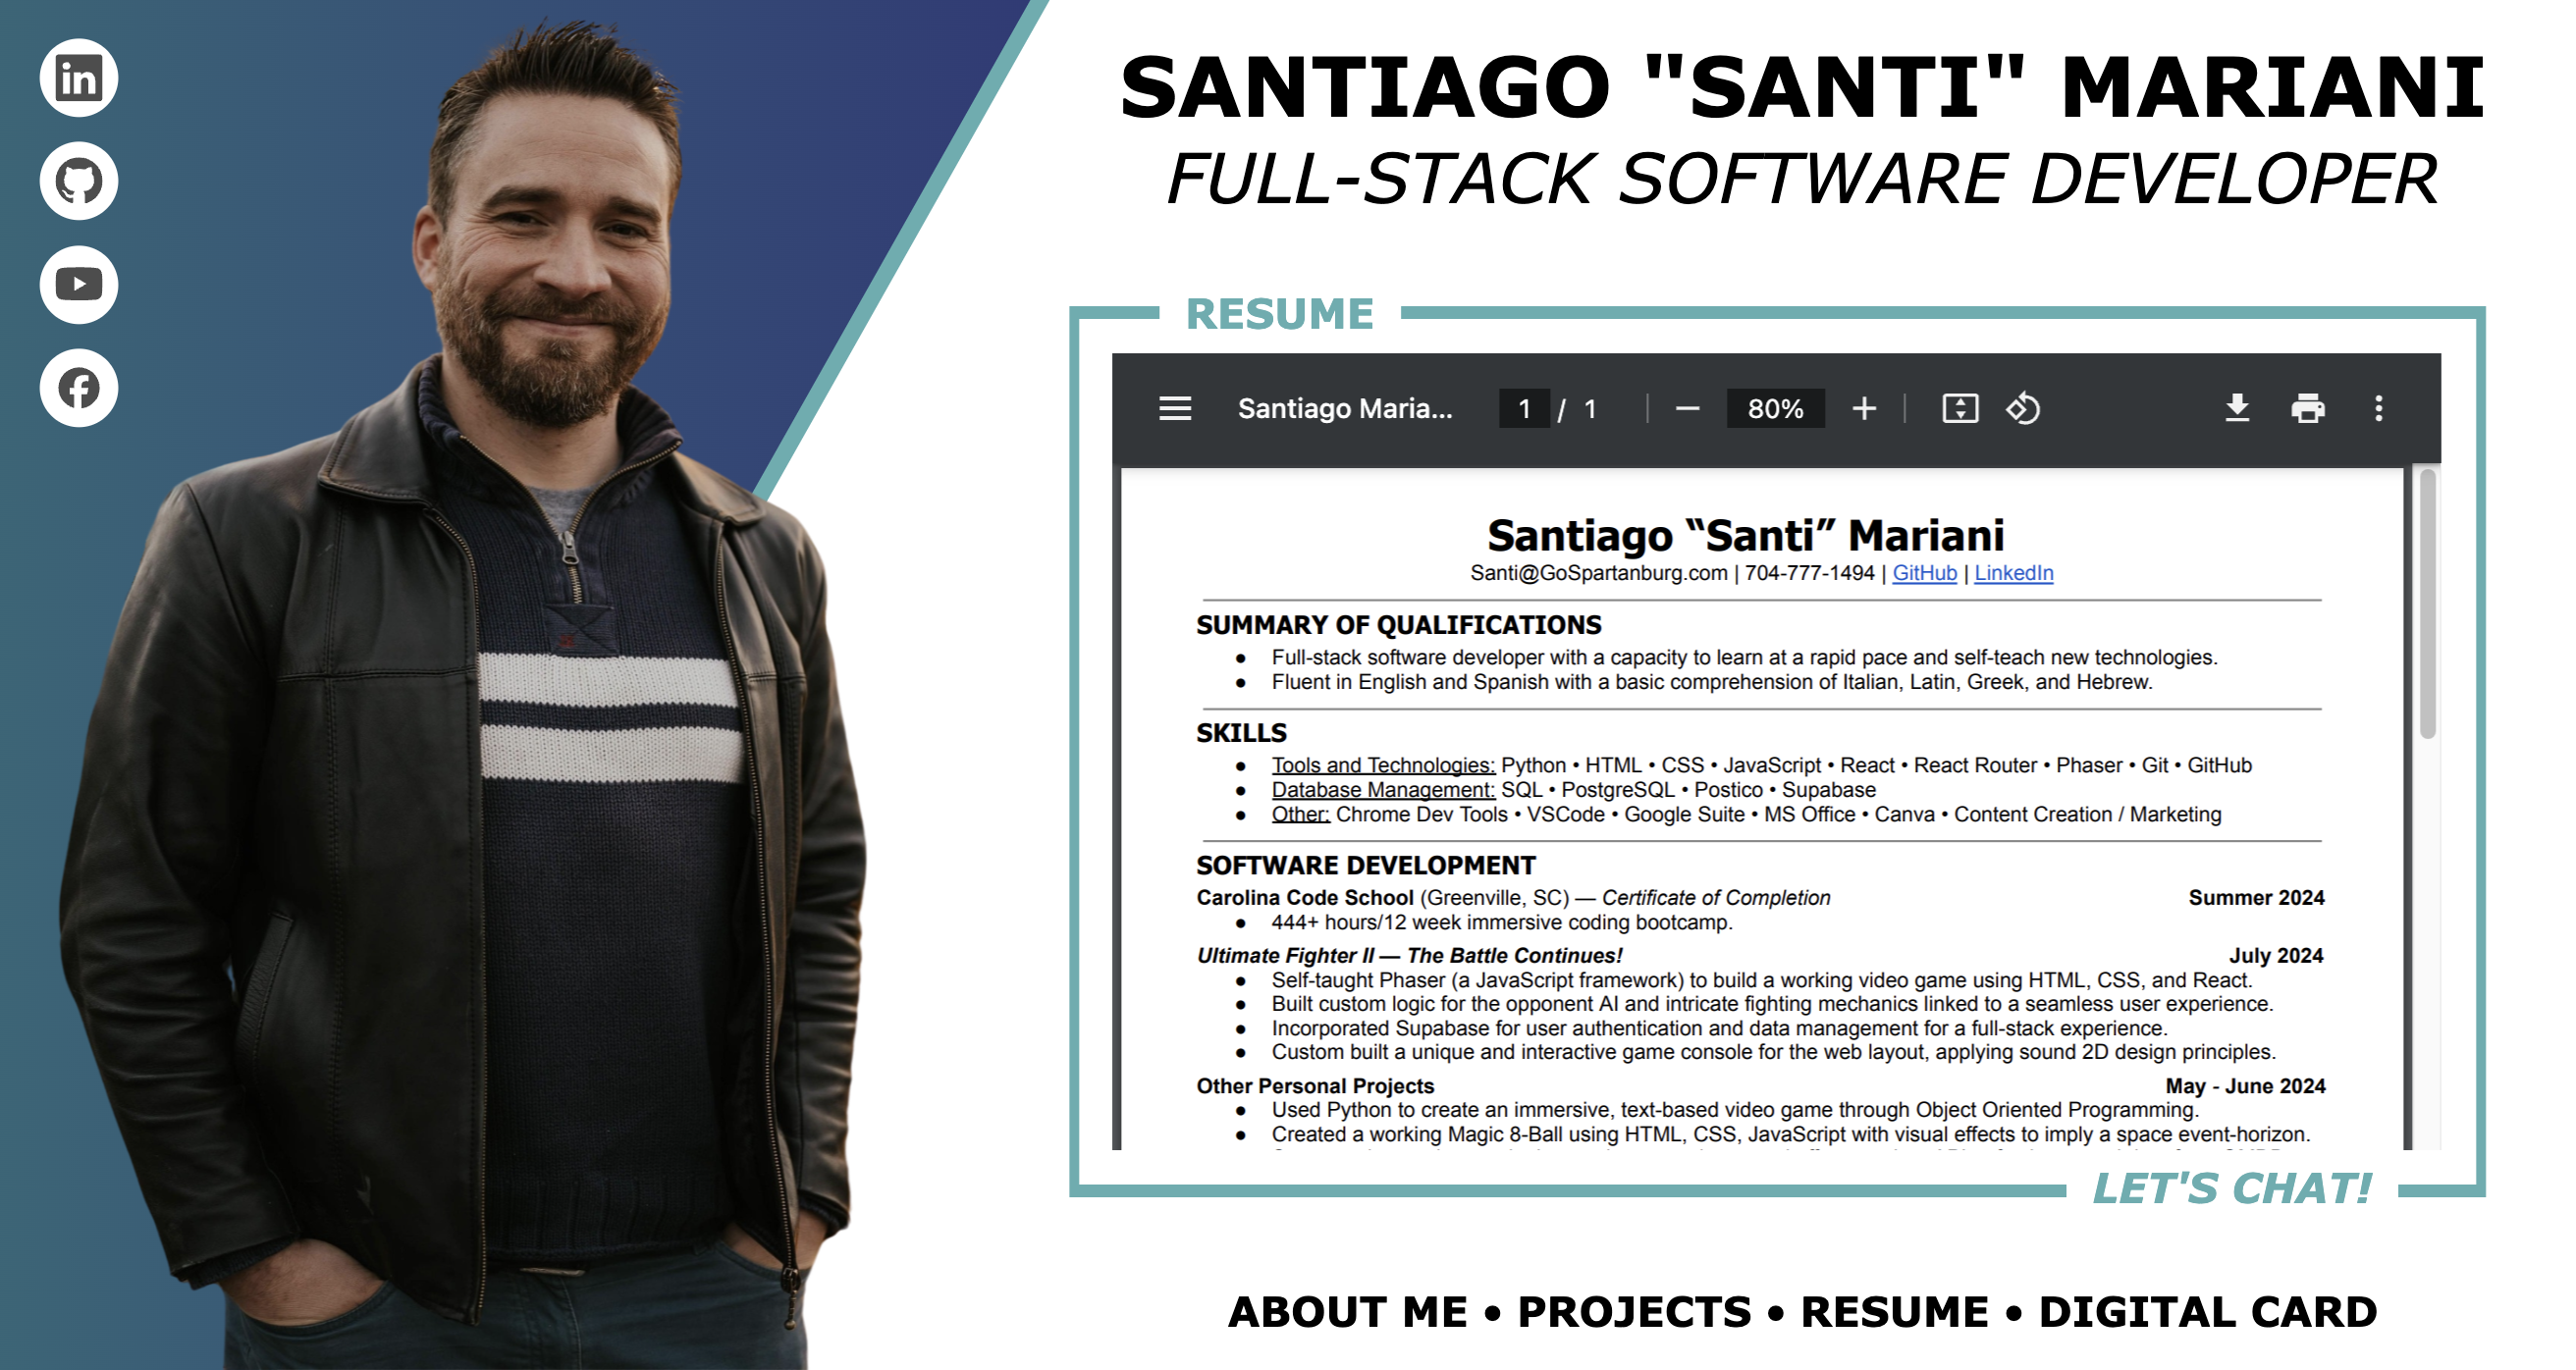 in
SANTIAGO "SANTI" MARIANI
FULL-STACK SOFTWARE DEVELOPER
RESUME
Santiago Maria... 1 / 1 80%
Santiago “Santi” Mariani
Santi@GoSpartanburg.com | 704-777-1494 | GitHub | LinkedIn
SUMMARY OF QUALIFICATIONS
● Full-stack software developer with a capacity to learn at a rapid pace and self-teach new technologies.
● Fluent in English and Spanish with a basic comprehension of Italian, Latin, Greek, and Hebrew.
SKILLS
● Tools and Technologies: Python • HTML • CSS • JavaScript • React • React Router • Phaser • Git • GitHub
● Database Management: SQL • PostgreSQL • Postico • Supabase
● Other: Chrome Dev Tools • VSCode • Google Suite • MS Office • Canva • Content Creation / Marketing
SOFTWARE DEVELOPMENT
Carolina Code School (Greenville, SC) — Certificate of Completion Summer 2024
● 444+ hours/12 week immersive coding bootcamp.
Ultimate Fighter II — The Battle Continues! July 2024
● Self-taught Phaser (a JavaScript framework) to build a working video game using HTML, CSS, and React.
● Built custom logic for the opponent AI and intricate fighting mechanics linked to a seamless user experience.
● Incorporated Supabase for user authentication and data management for a full-stack experience.
● Custom built a unique and interactive game console for the web layout, applying sound 2D design principles.
Other Personal Projects May - June 2024
● Used Python to create an immersive, text-based video game through Object Oriented Programming.
● Created a working Magic 8-Ball using HTML, CSS, JavaScript with visual effects to imply a space event-horizon.
LET'S CHAT!
ABOUT ME • PROJECTS • RESUME • DIGITAL CARD